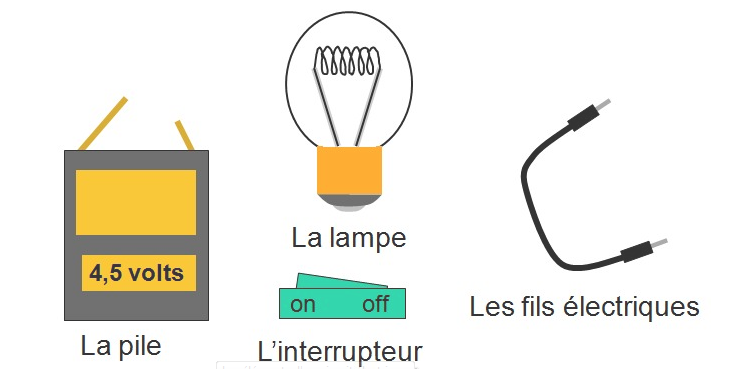 4,5 volts
La pile
La lampe
on off
L'interrupteur
Les fils électriques